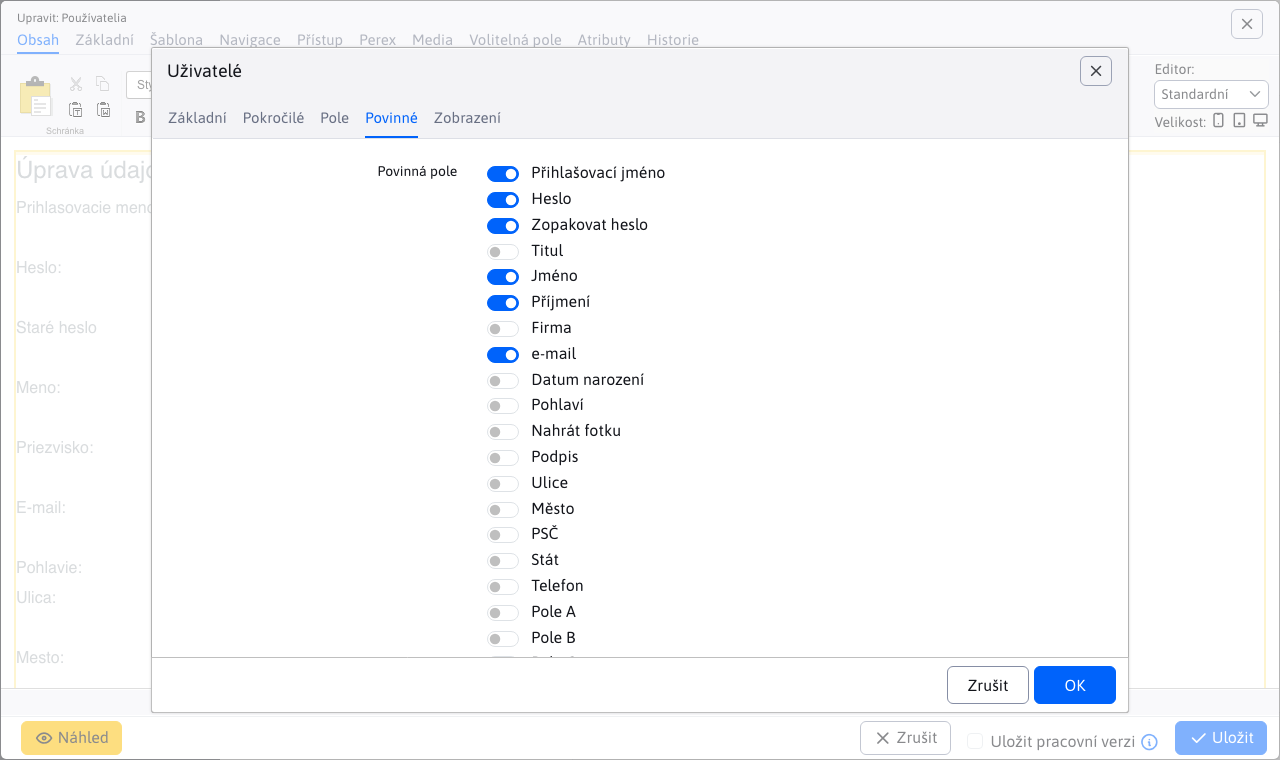 Upravit: Používatelia
Obsah Základní Šablona Navigace Přístup Perex Media Volitelná pole Atributy Historie
Uživatelé
Editor:
Standardní
Velikost:
Schránka
B
Základní Pokročilé Pole Povinné Zobrazení
Úprava údajo
Prihlasovacie meno
Heslo:
Staré heslo
Meno:
Priezvisko:
E-mail:
Pohlavie:
Ulica:
Mesto:
Povinná pole
Přihlašovací jméno
Heslo
Zopakovat heslo
Titul
Jméno
Příjmení
Firma
e-mail
Datum narození
Pohlaví
Nahrát fotku
Podpis
Ulice
Město
PSČ
Stát
Telefon
Pole A
Pole B
Zrušit OK
Náhled Zrušit Uložit pracovní verzi Uložit